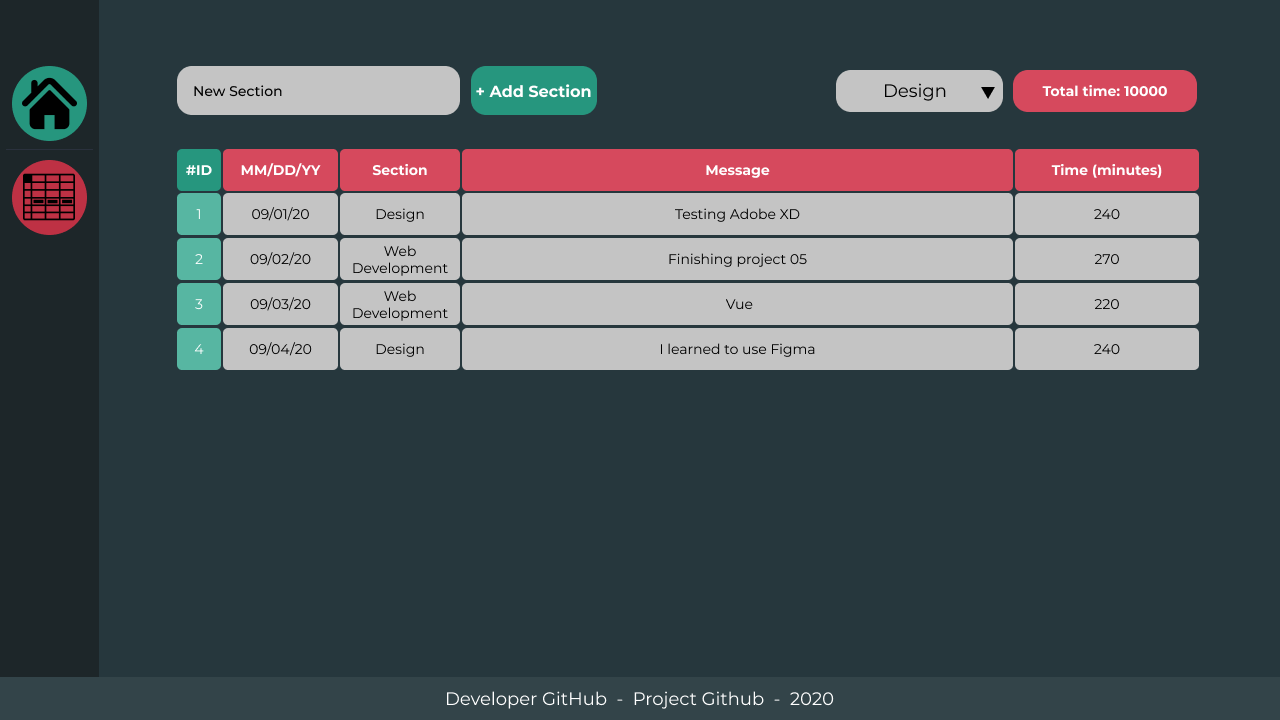 New Section
+ Add Section
Design
Total time: 10000
#ID MM/DD/YY Section Message Time (minutes)
1 09/01/20 Design Testing Adobe XD 240
2 09/02/20 Web Development Finishing project 05 270
3 09/03/20 Web Development Vue 220
4 09/04/20 Design I learned to use Figma 240
Developer GitHub - Project Github - 2020